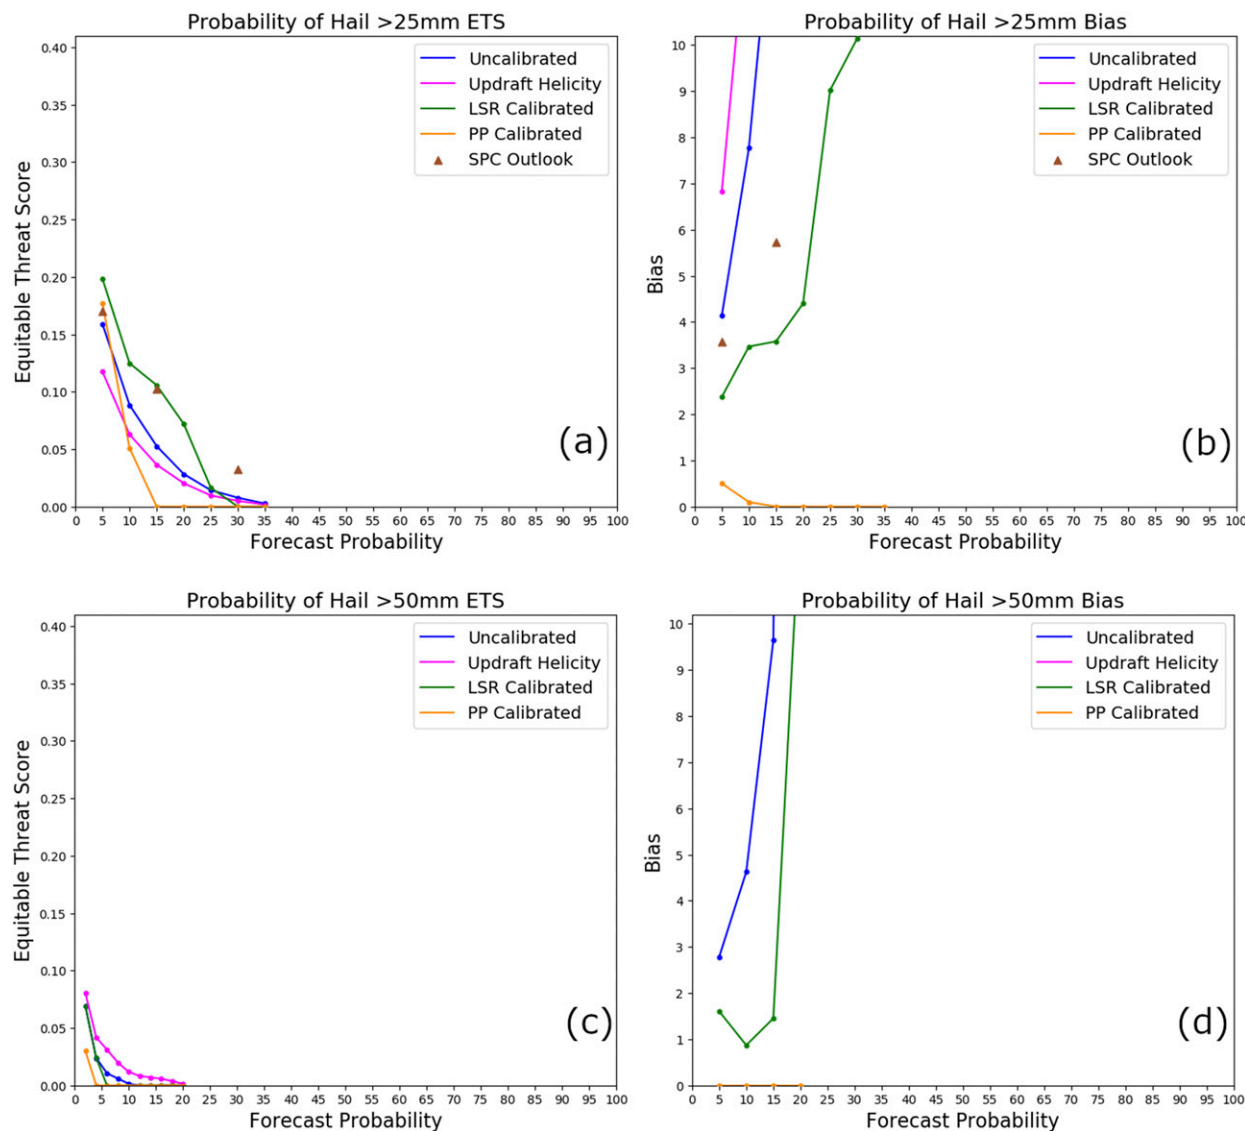 Probability of Hail >25mm ETS
Equitable Threat Score
0.40
0.35
0.30
0.25
0.20
0.15
0.10
0.05
0.00
Uncalibrated
Updraft Helicity
LSR Calibrated
PP Calibrated
SPC Outlook
(a)
0 5 10 15 20 25 30 35 40 45 50 55 60 65 70 75 80 85 90 95 100
Forecast Probability
Probability of Hail >25mm Bias
Bias
10
9
8
7
6
5
4
3
2
1
0
Uncalibrated
Updraft Helicity
LSR Calibrated
PP Calibrated
SPC Outlook
(b)
0 5 10 15 20 25 30 35 40 45 50 55 60 65 70 75 80 85 90 95 100
Forecast Probability
Probability of Hail >50mm ETS
Equitable Threat Score
0.40
0.35
0.30
0.25
0.20
0.15
0.10
0.05
0.00
Uncalibrated
Updraft Helicity
LSR Calibrated
PP Calibrated
(c)
0 5 10 15 20 25 30 35 40 45 50 55 60 65 70 75 80 85 90 95 100
Forecast Probability
Probability of Hail >50mm Bias
Bias
10
9
8
7
6
5
4
3
2
1
0
Uncalibrated
Updraft Helicity
LSR Calibrated
PP Calibrated
(d)
0 5 10 15 20 25 30 35 40 45 50 55 60 65 70 75 80 85 90 95 100
Forecast Probability